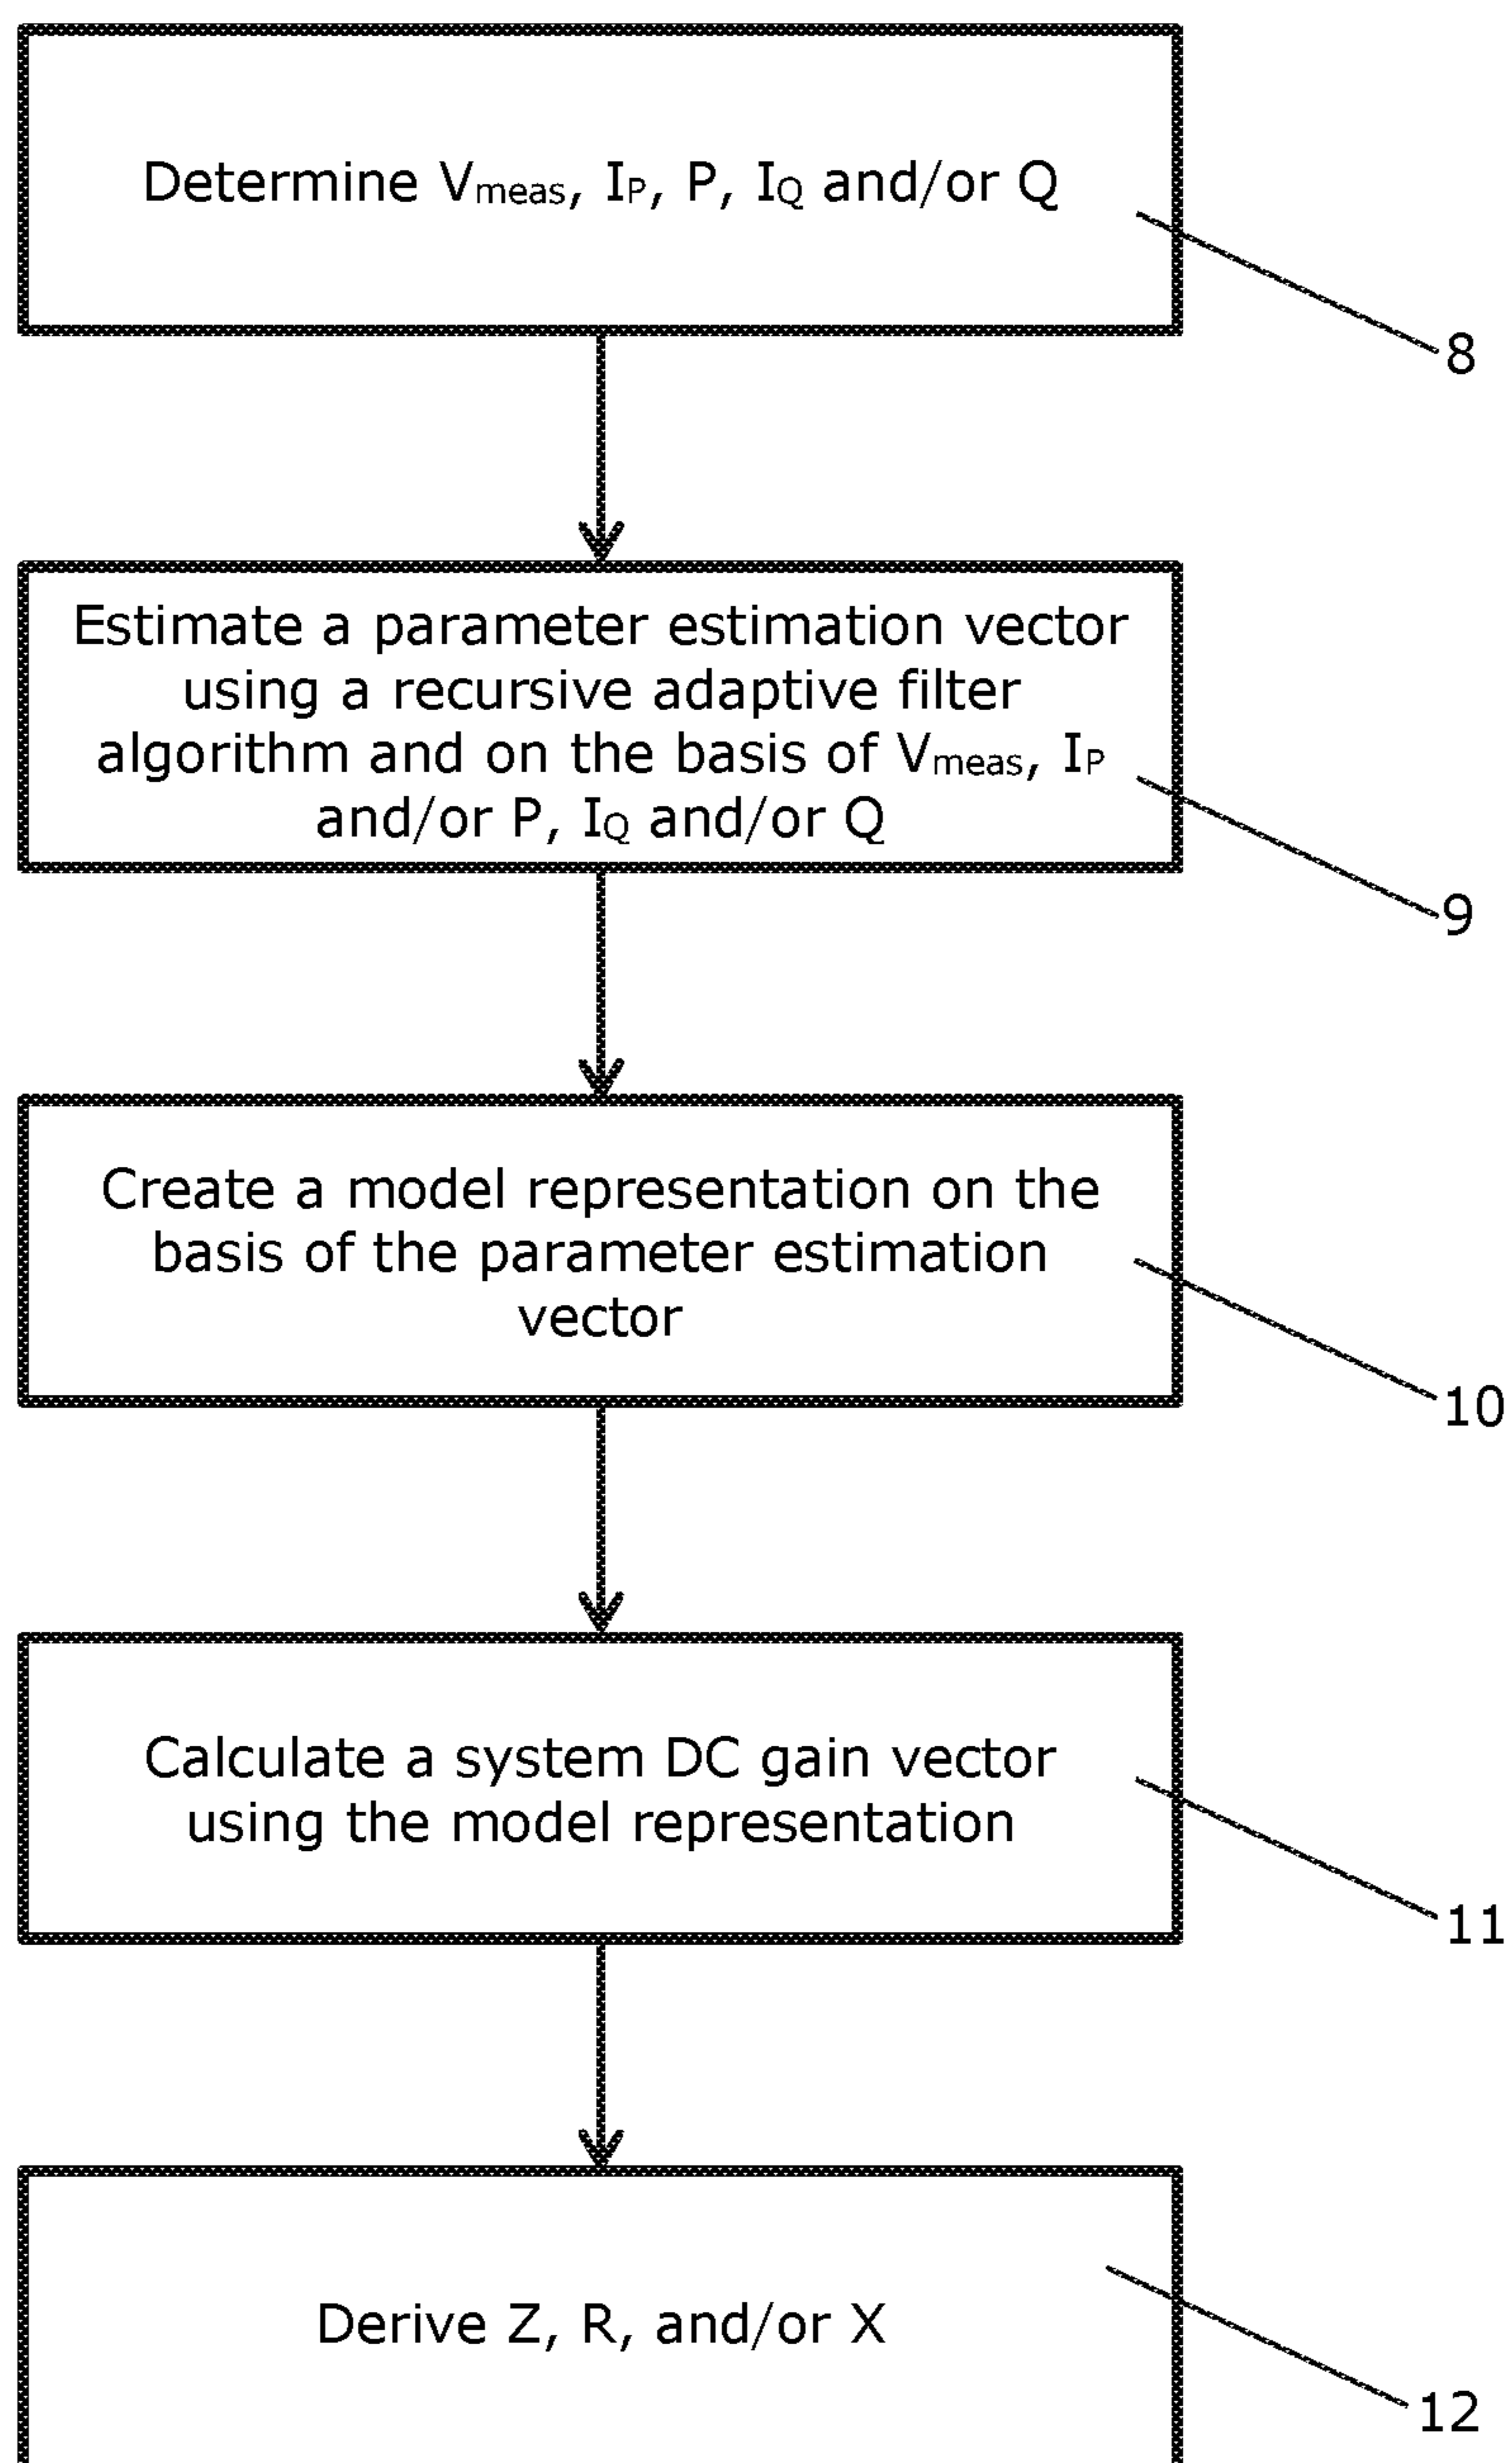 Determine Vmeas, IP, P, IQ and/or Q
8
Estimate a parameter estimation vector
using a recursive adaptive filter
algorithm and on the basis of Vmeas, IP
and/or P, IQ and/or Q
9
Create a model representation on the
basis of the parameter estimation
vector
10
Calculate a system DC gain vector
using the model representation
11
Derive Z, R, and/or X
12